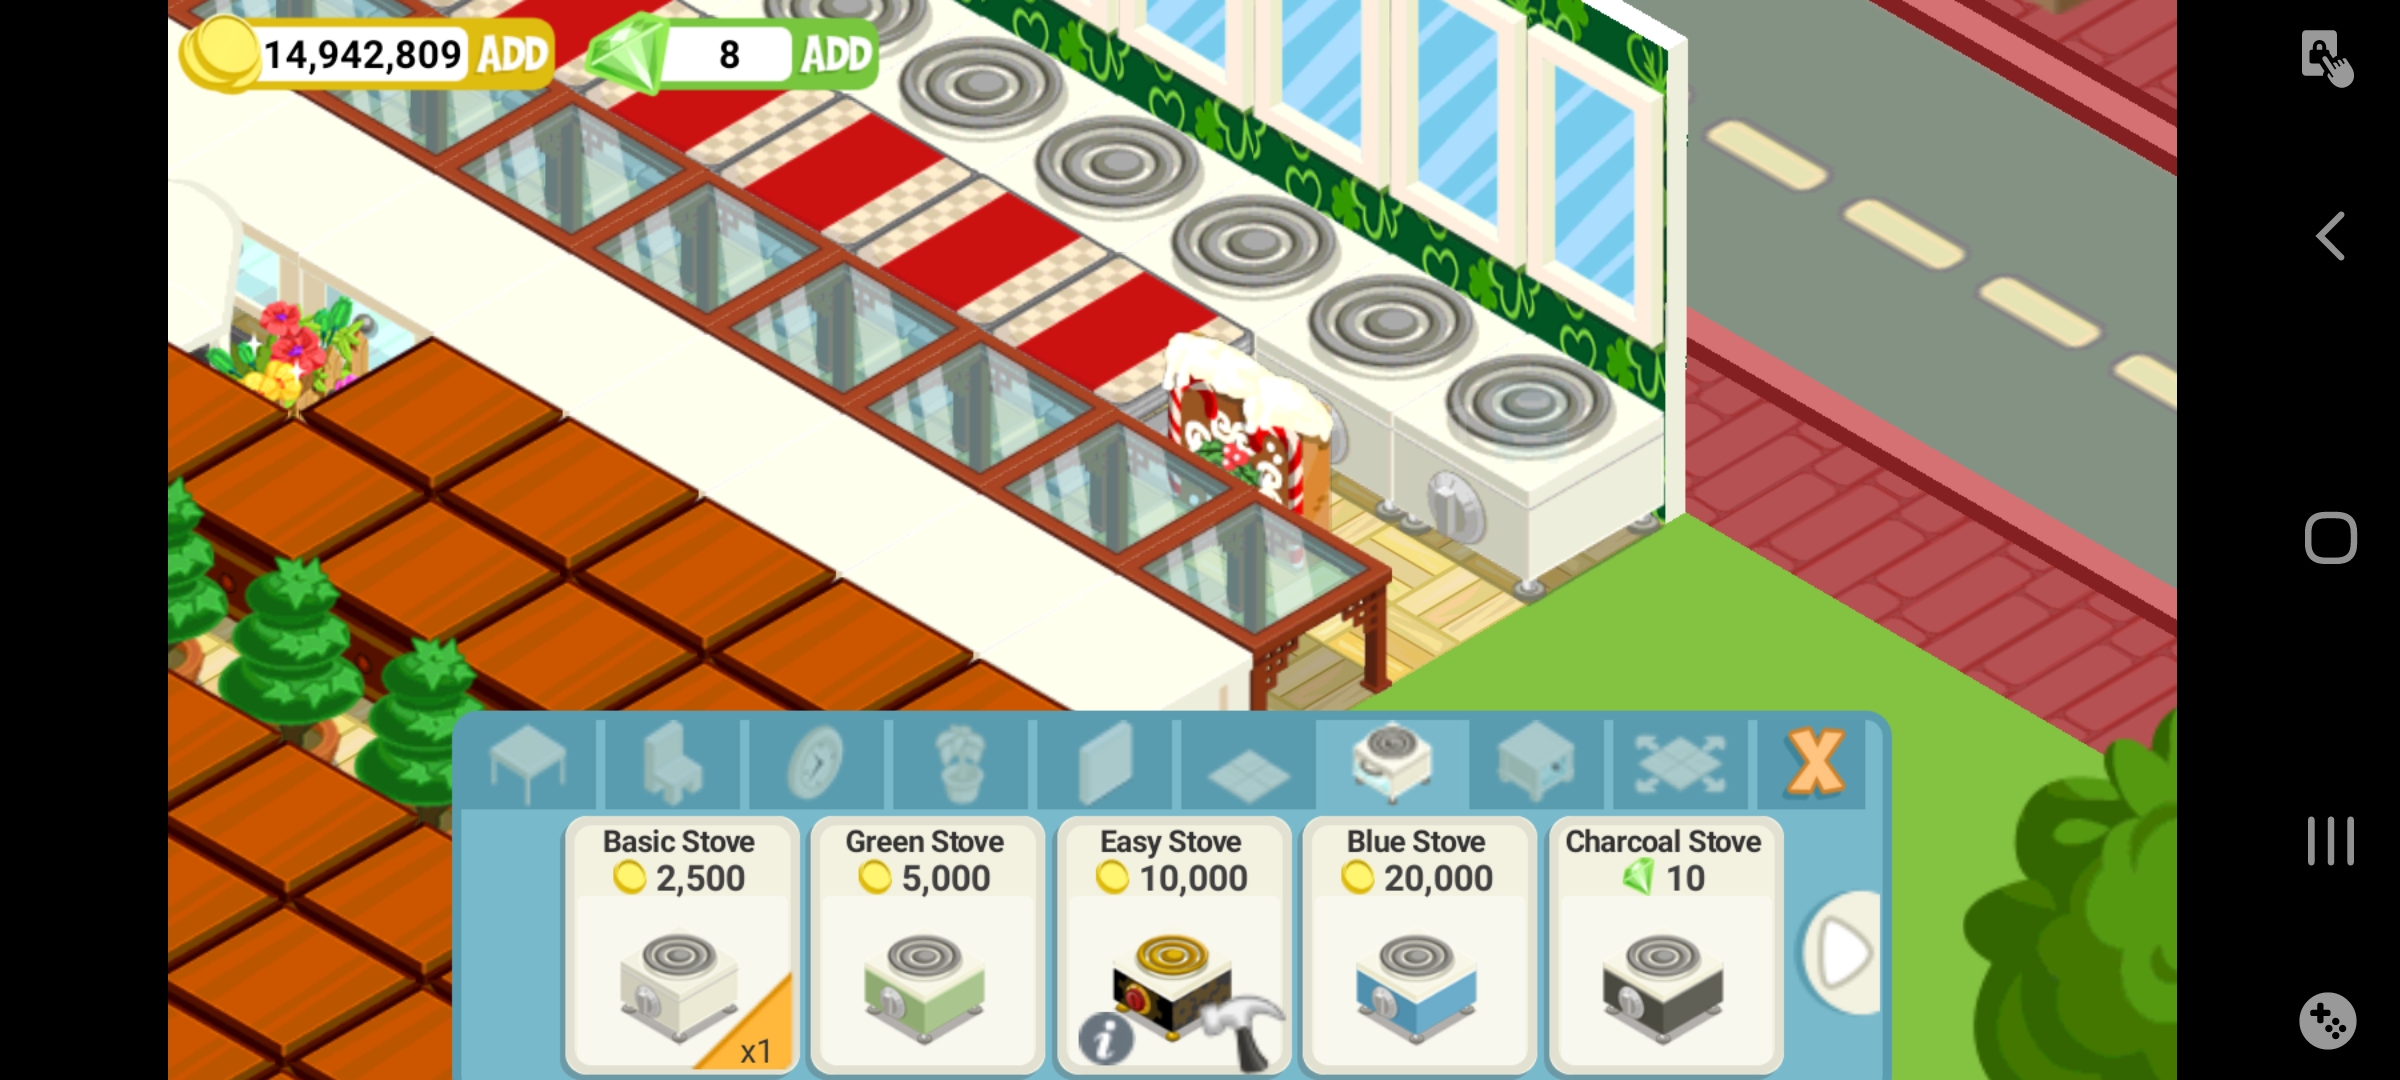 14,942,809 ADD 8 ADD
Basic Stove Green Stove Easy Stove Blue Stove Charcoal Stove
2,500 5,000 10,000 20,000 10
x1 i